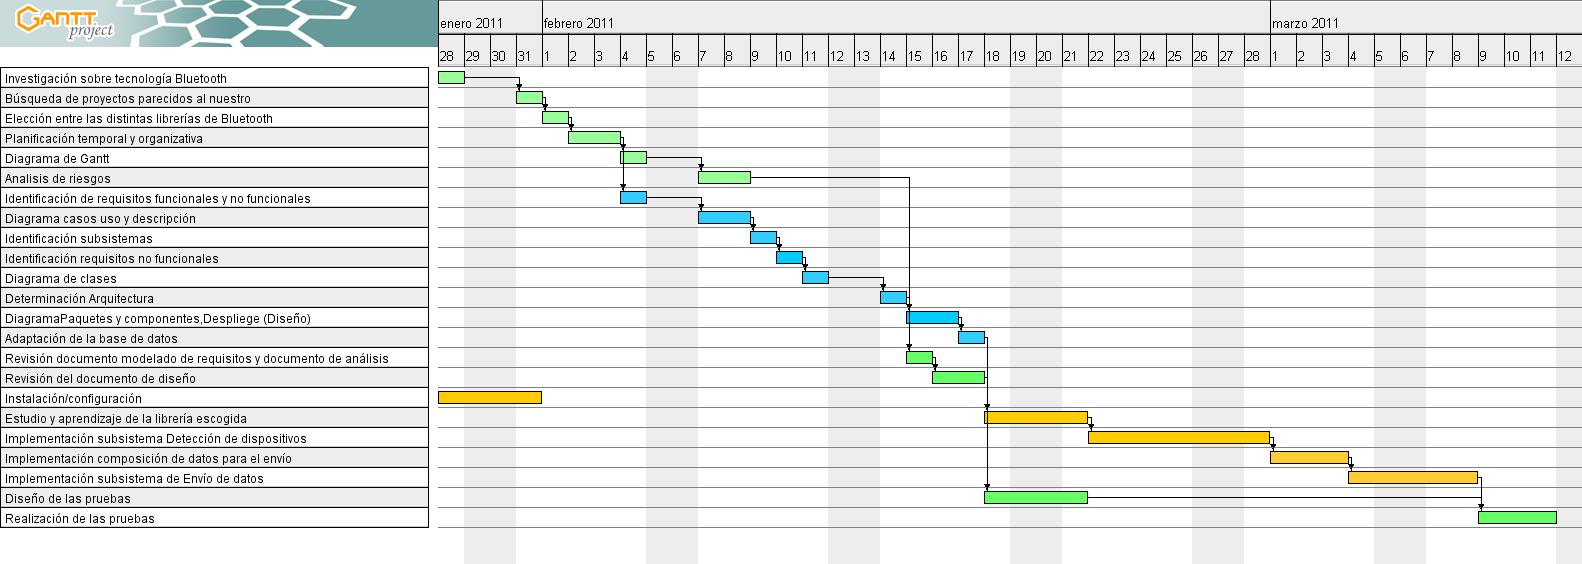 GANTT
project
enero 2011 febrero 2011 marzo 2011
28 29 30 31 1 2 3 4 5 6 7 8 9 10 11 12 13 14 15 16 17 18 19 20 21 22 23 24 25 26 27 28 1 2 3 4 5 6 7 8 9 10 11 12
Investigación sobre tecnología Bluetooth
Búsqueda de proyectos parecidos al nuestro
Elección entre las distintas librerías de Bluetooth
Planificación temporal y organizativa
Diagrama de Gantt
Analisis de riesgos
Identificación de requisitos funcionales y no funcionales
Diagrama casos uso y descripción
Identificación subsistemas
Identificación requisitos no funcionales
Diagrama de clases
Determinación Arquitectura
DiagramaPaquetes y componentes,Despliege (Diseño)
Adaptación de la base de datos
Revisión documento modelado de requisitos y documento de análisis
Revisión del documento de diseño
Instalación/configuración
Estudio y aprendizaje de la librería escogida
Implementación subsistema Detección de dispositivos
Implementación composición de datos para el envío
Implementación subsistema de Envío de datos
Diseño de las pruebas
Realización de las pruebas